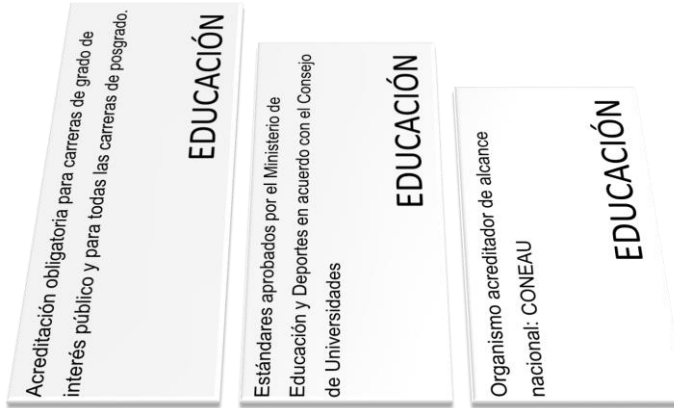 Acreditación obligatoria para carreras de grado de
interés público y para todas las carreras de posgrado.
EDUCACIÓN
Estándares aprobados por el Ministerio de
Educación y Deportes en acuerdo con el Consejo
de Universidades
EDUCACIÓN
Organismo acreditador de alcance
nacional: CONEAU
EDUCACIÓN